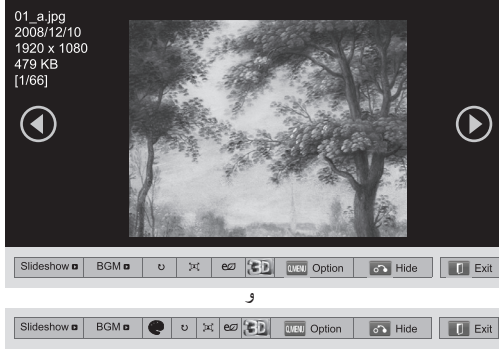 01_a.jpg
2008/12/10
1920 x 1080
479 KB
[1/66]
Slideshow BGM 3D Q.MENU Option Hide Exit
و
Slideshow BGM 3D Q.MENU Option Hide Exit